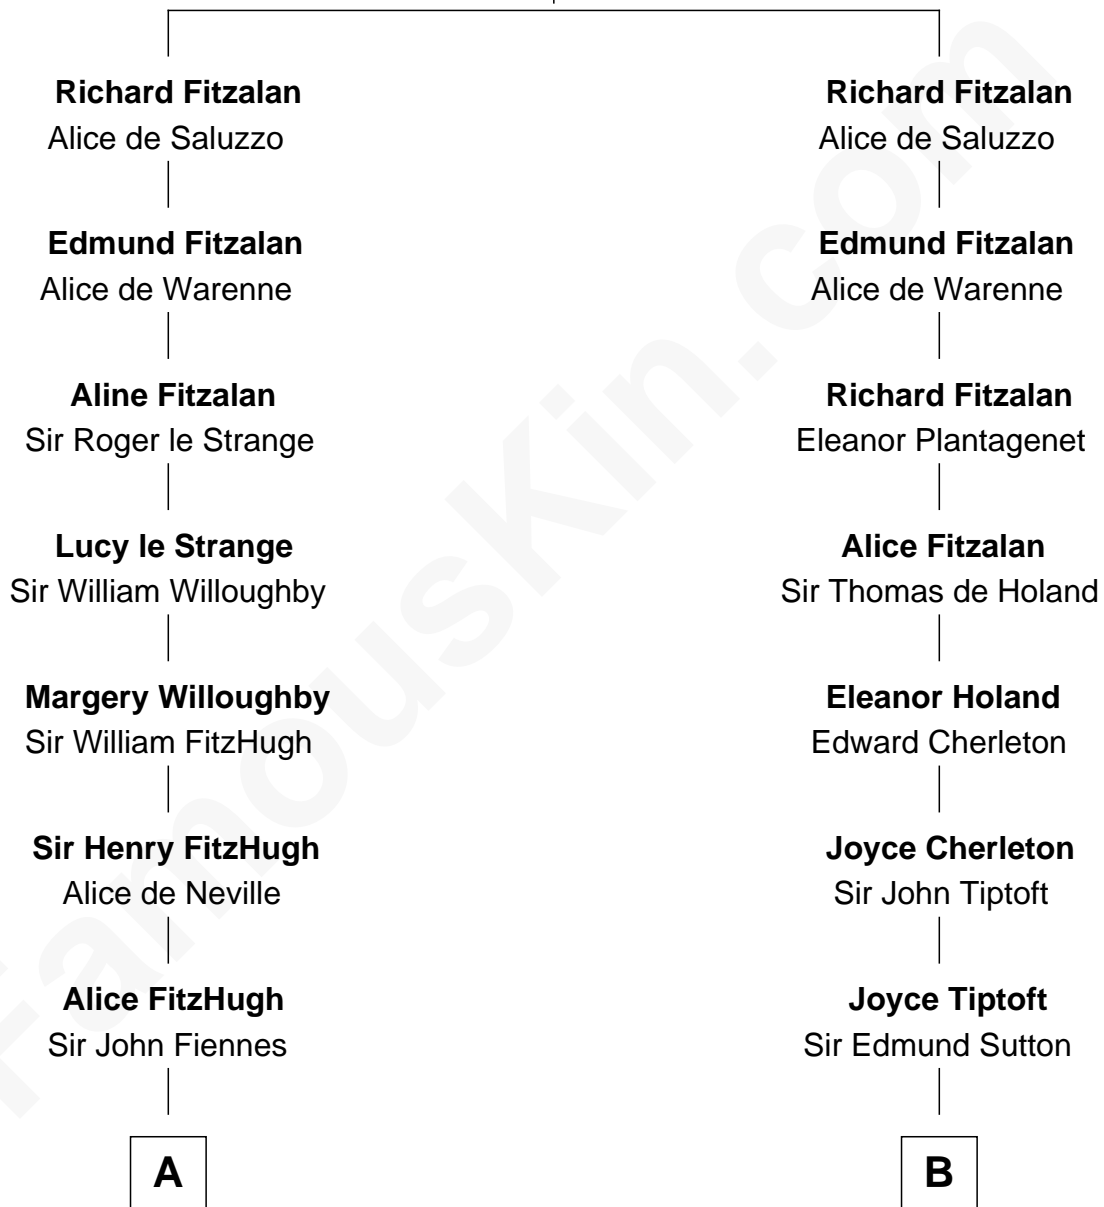 Richard Fitzalan
Alice de Saluzzo
Edmund Fitzalan
Alice de Warenne
Aline Fitzalan
Sir Roger le Strange
Lucy le Strange
Sir William Willoughby
Margery Willoughby
Sir William FitzHugh
Sir Henry FitzHugh
Alice de Neville
Alice FitzHugh
Sir John Fiennes
A
Richard Fitzalan
Alice de Saluzzo
Edmund Fitzalan
Alice de Warenne
Richard Fitzalan
Eleanor Plantagenet
Alice Fitzalan
Sir Thomas de Holand
Eleanor Holand
Edward Cherleton
Joyce Cherleton
Sir John Tiptoft
Joyce Tiptoft
Sir Edmund Sutton
B
FamousKin.com